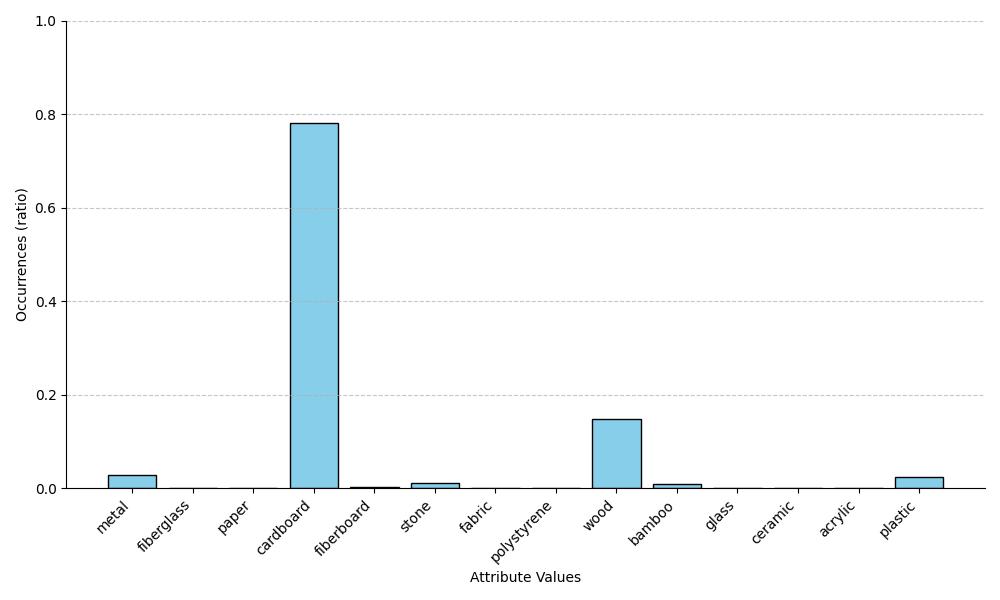 1.0
0.8
0.6
0.4
0.2
0.0
Occurrences (ratio)
metal
fiberglass
paper
cardboard
fiberboard
stone
fabric
polystyrene
wood
bamboo
glass
ceramic
acrylic
plastic
Attribute Values